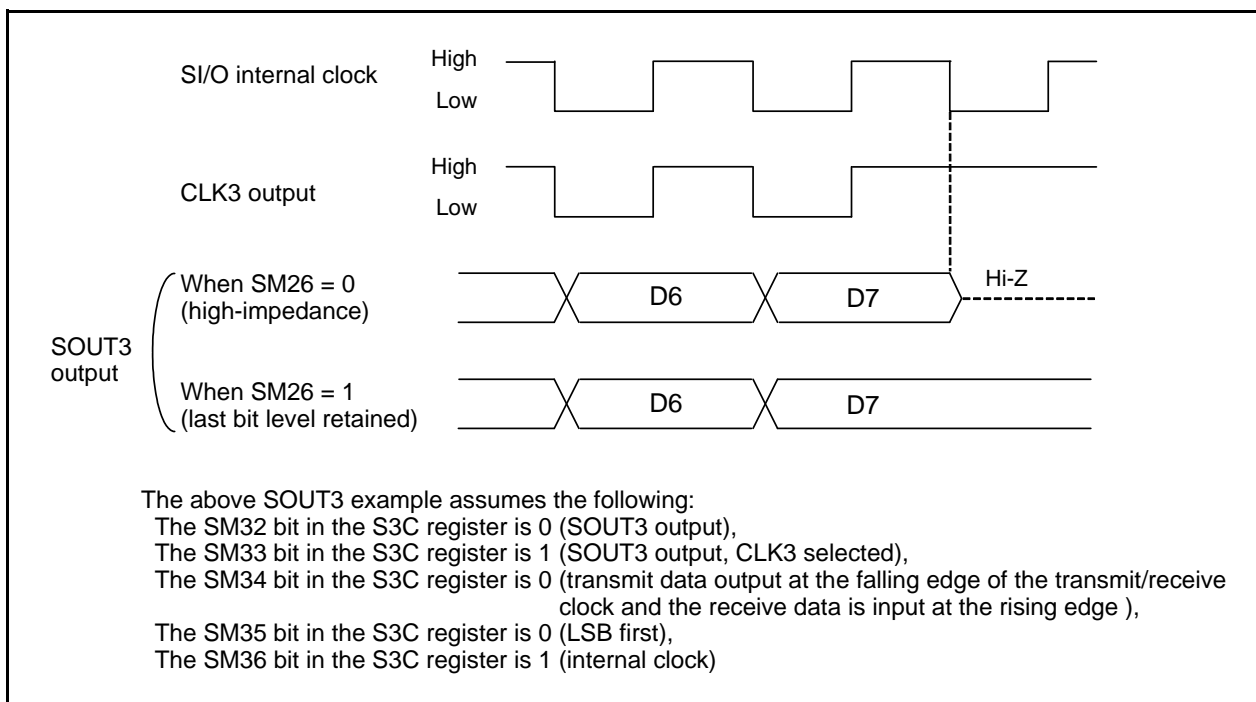 SI/O internal clock
High
Low
CLK3 output
High
Low
SOUT3
output
When SM26 = 0
(high-impedance)
D6
D7
Hi-Z
When SM26 = 1
(last bit level retained)
D6
D7
The above SOUT3 example assumes the following:
The SM32 bit in the S3C register is 0 (SOUT3 output),
The SM33 bit in the S3C register is 1 (SOUT3 output, CLK3 selected),
The SM34 bit in the S3C register is 0 (transmit data output at the falling edge of the transmit/receive
clock and the receive data is input at the rising edge ),
The SM35 bit in the S3C register is 0 (LSB first),
The SM36 bit in the S3C register is 1 (internal clock)